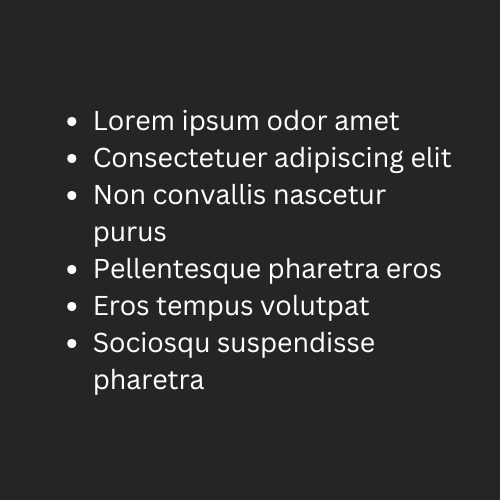 • Lorem ipsum odor amet
• Consectetuer adipiscing elit
• Non convallis nascetur
purus
• Pellentesque pharetra eros
• Eros tempus volutpat
• Sociosqu suspendisse
pharetra